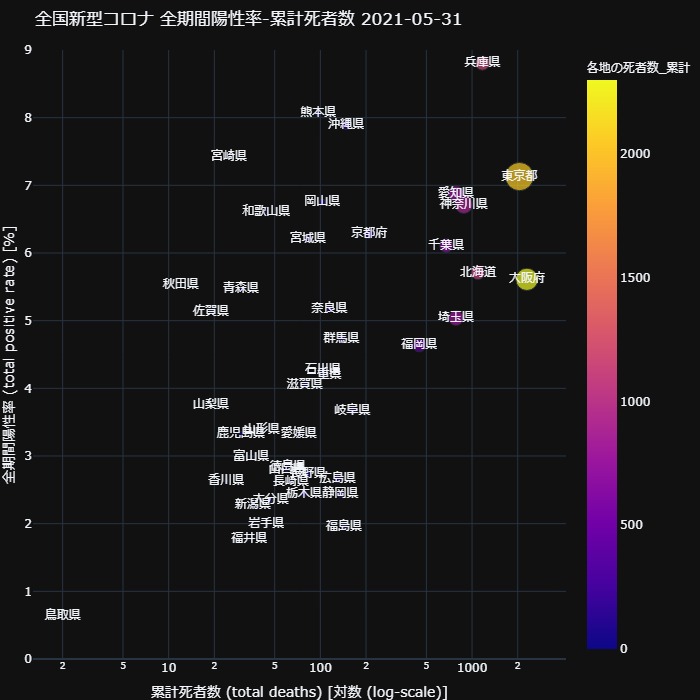 全国新型コロナ 全期間陽性率-累計死者数 2021-05-31
各地の死者数_累計
9
8
7
6
5
4
3
2
1
0
全期間陽性率 (total positive rate) [%]
兵庫県
熊本県
沖縄県
宮崎県
東京都
愛知県
岡山県
神奈川県
和歌山県
京都府
宮城県
千葉県
北海道
大阪府
秋田県
青森県
奈良県
佐賀県
埼玉県
群馬県
福岡県
石川県
滋賀県
山梨県
岐阜県
山形県
鹿児島県
愛媛県
富山県
徳島県
長野県
広島県
香川県
長崎県
栃木県
静岡県
大分県
新潟県
岩手県
福島県
福井県
鳥取県
2
5
10
2
5
100
2
5
1000
2
累計死者数 (total deaths) [対数 (log-scale)]
2000
1500
1000
500
0